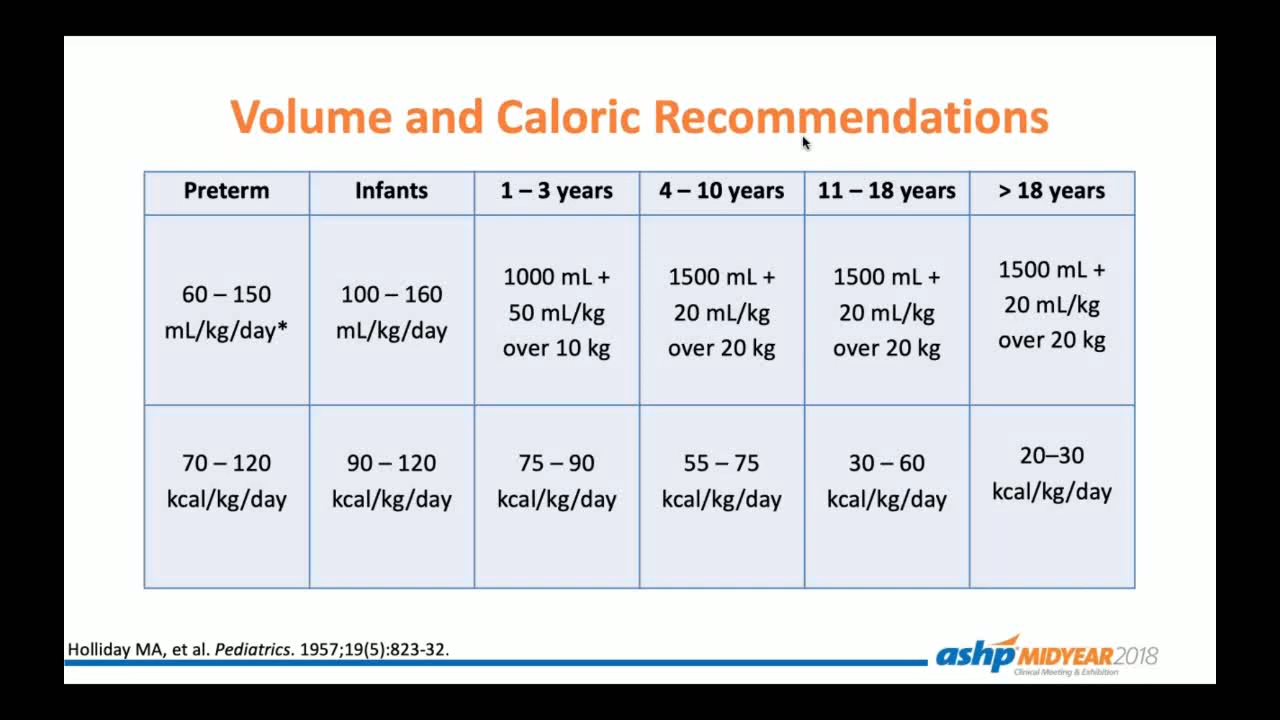 Volume and Caloric Recommendations
Preterm
Infants
1 – 3 years
4 – 10 years
11 – 18 years
> 18 years
60 – 150
mL/kg/day*
100 – 160
mL/kg/day
1000 mL +
50 mL/kg
over 10 kg
1500 mL +
20 mL/kg
over 20 kg
1500 mL +
20 mL/kg
over 20 kg
1500 mL +
20 mL/kg
over 20 kg
70 – 120
kcal/kg/day
90 – 120
kcal/kg/day
75 – 90
kcal/kg/day
55 – 75
kcal/kg/day
30 – 60
kcal/kg/day
20–30
kcal/kg/day
Holliday MA, et al. Pediatrics. 1957;19(5):823-32.
ashp MIDYEAR2018
Clinical Meeting & Exhibition